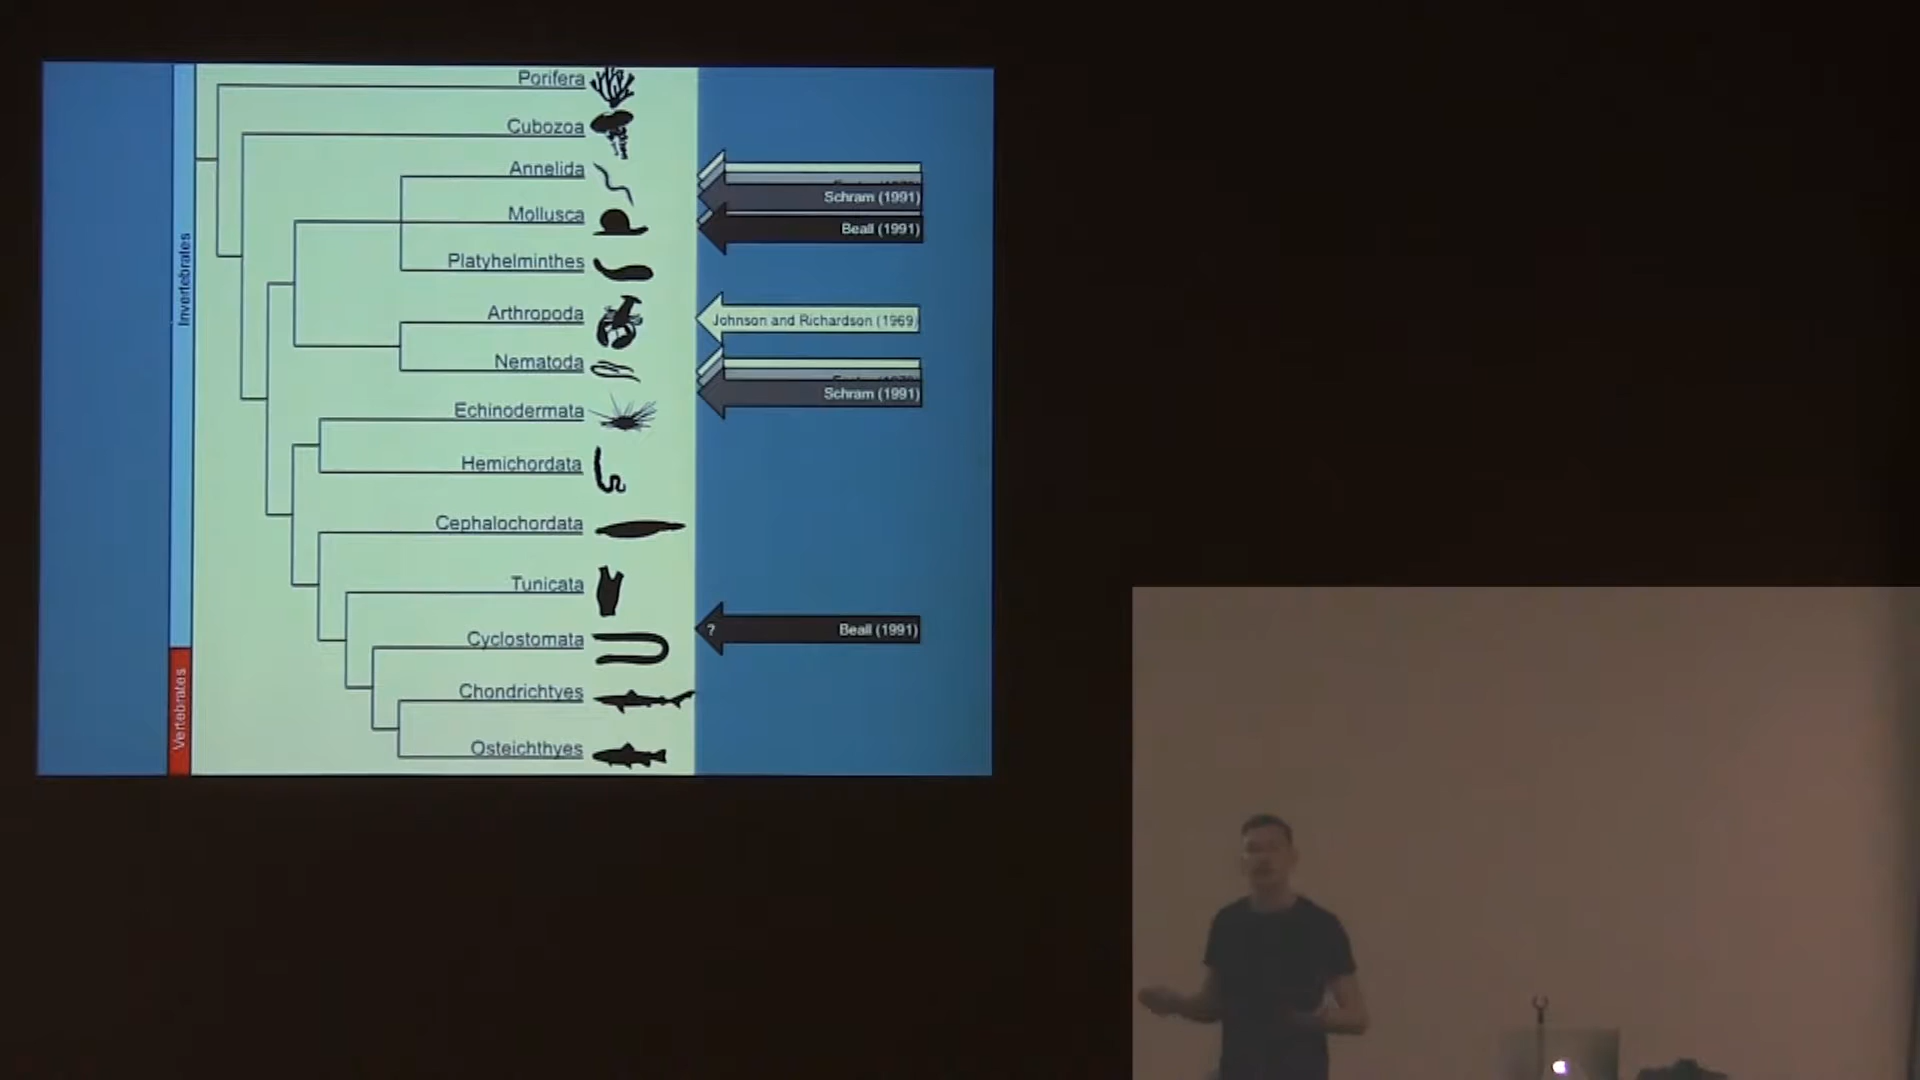 Porifera
Cubozoa
Annelida
Schram (1991)
Mollusca
Beall (1991)
Platyhelminthes
Invertebrates
Arthropoda
Johnson and Richardson (1969)
Nematoda
Schram (1991)
Echinodermata
Hemichordata
Cephalochordata
Tunicata
? Beall (1991)
Cyclostomata
Chondrichtyes
Vertebrates
Osteichthyes